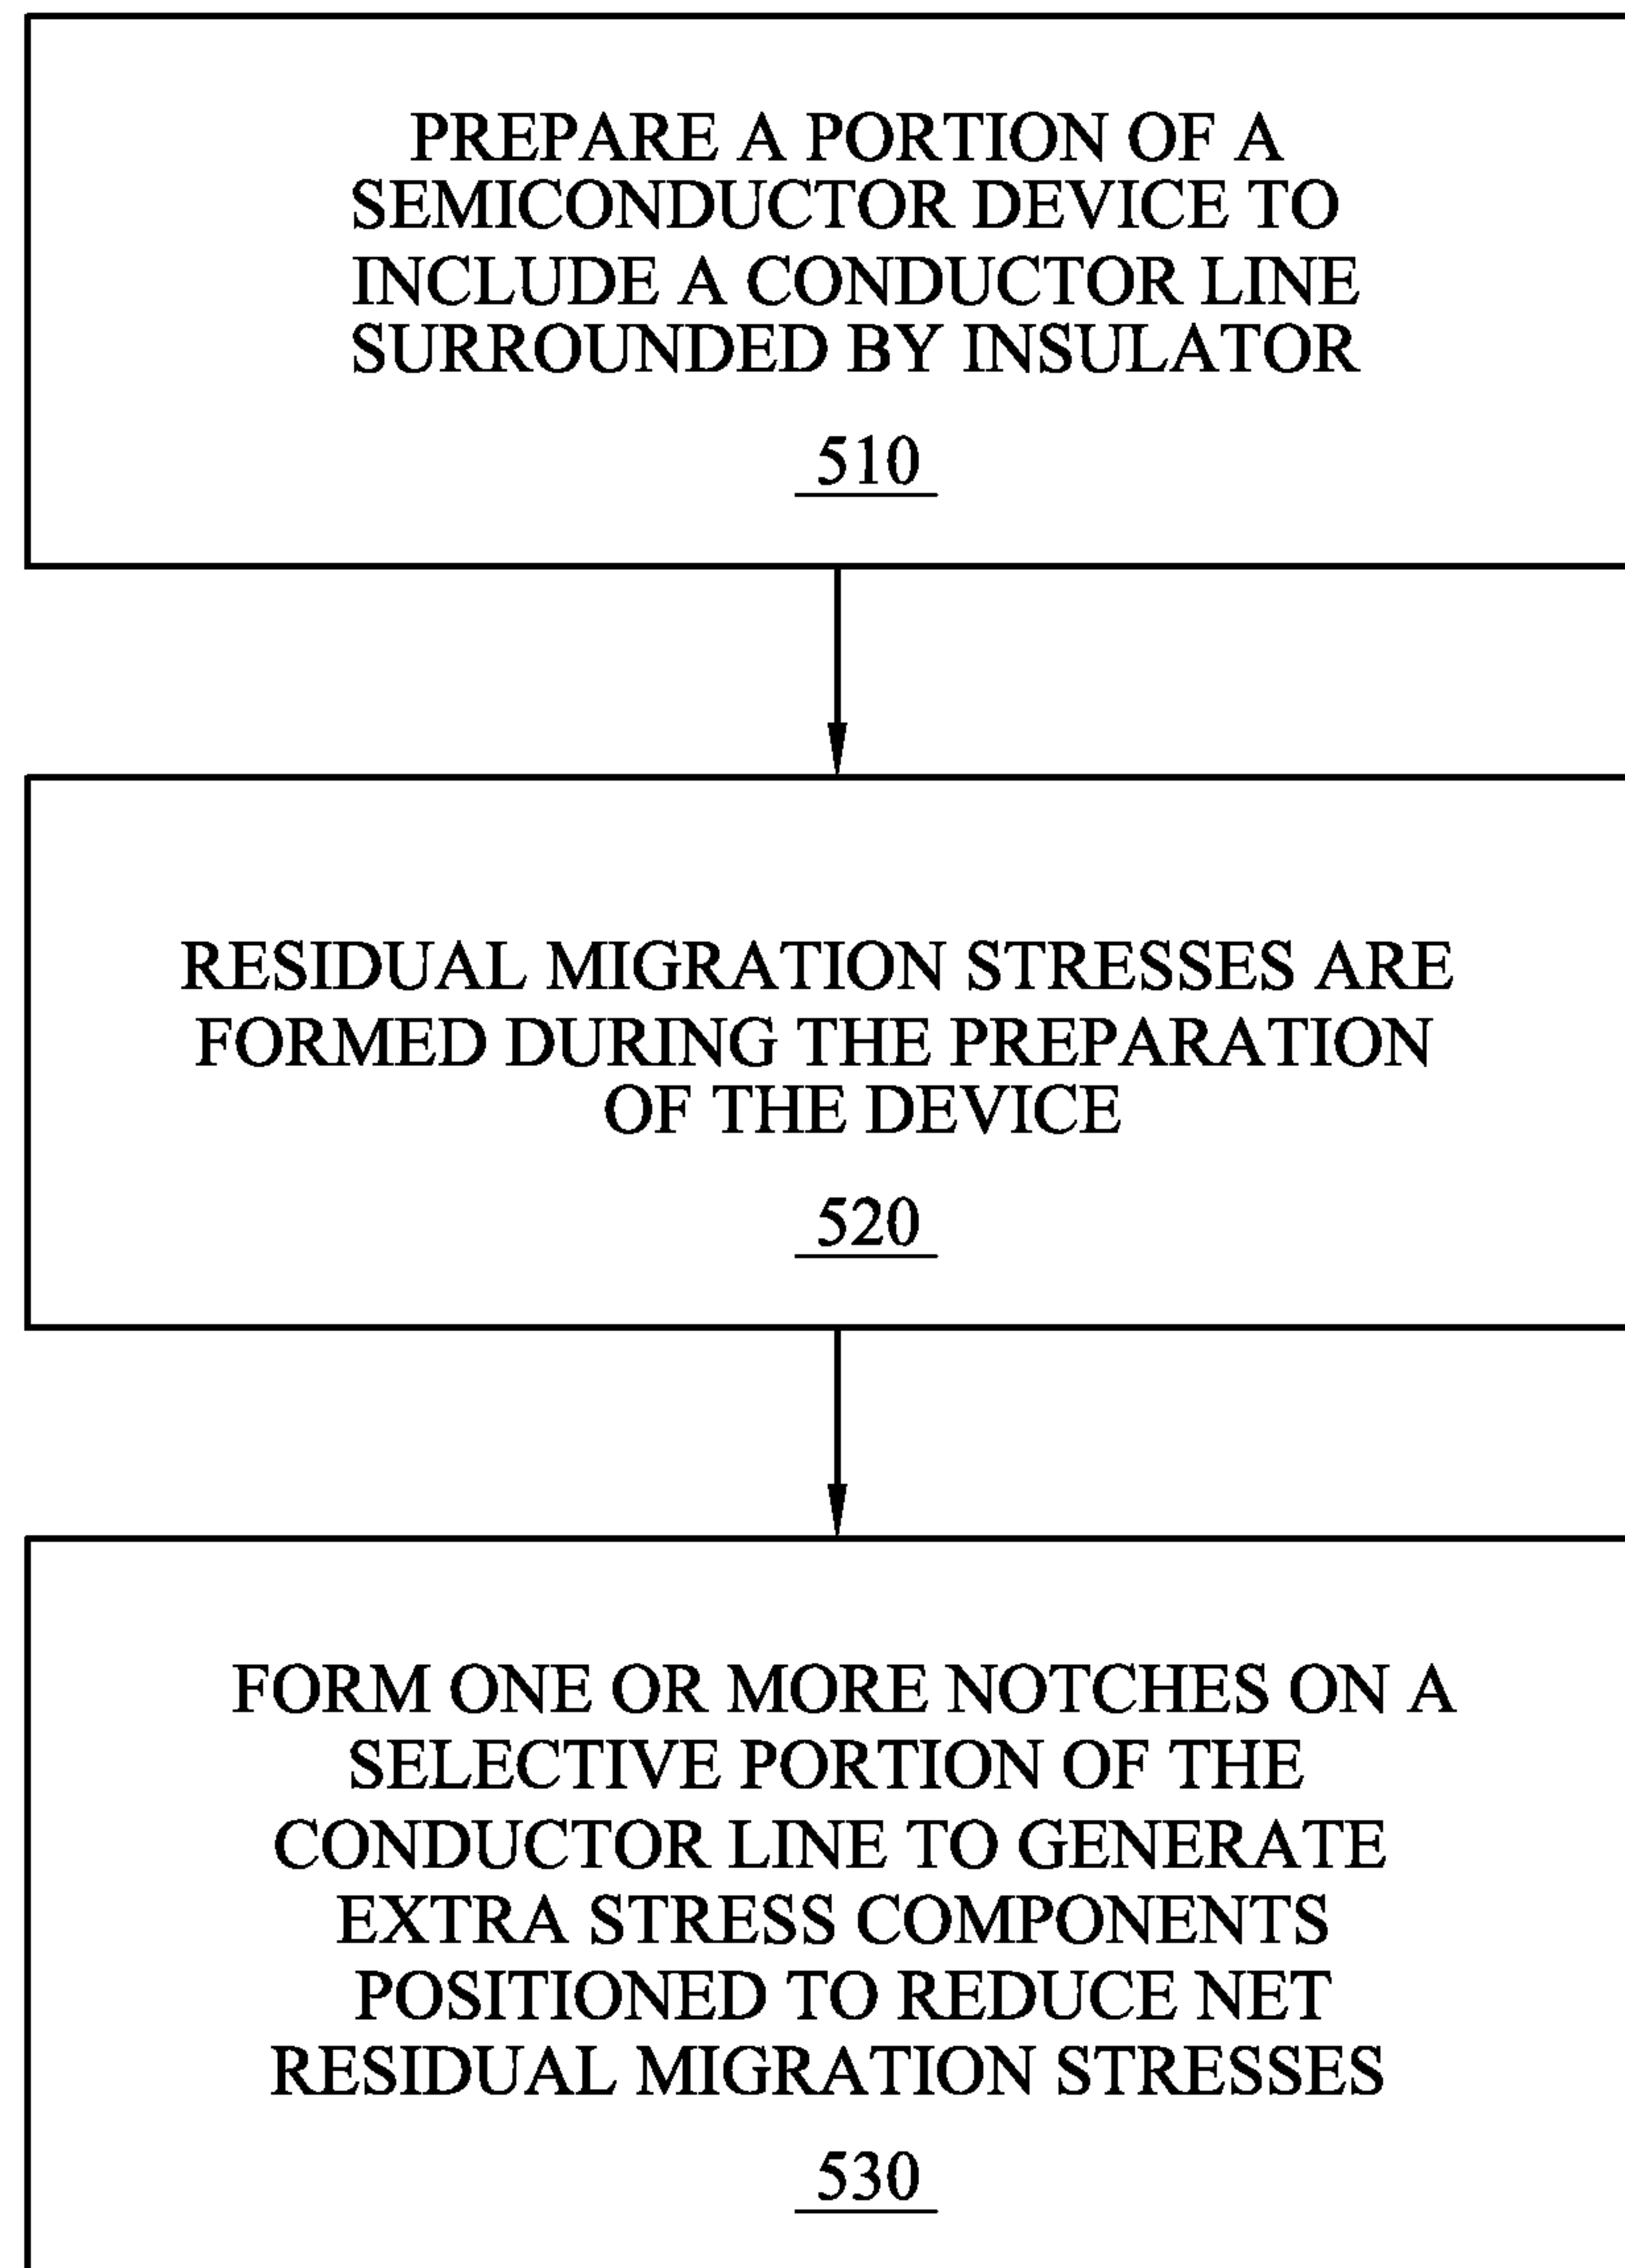 PREPARE A PORTION OF A
SEMICONDUCTOR DEVICE TO
INCLUDE A CONDUCTOR LINE
SURROUNDED BY INSULATOR
510
RESIDUAL MIGRATION STRESSES ARE
FORMED DURING THE PREPARATION
OF THE DEVICE
520
FORM ONE OR MORE NOTCHES ON A
SELECTIVE PORTION OF THE
CONDUCTOR LINE TO GENERATE
EXTRA STRESS COMPONENTS
POSITIONED TO REDUCE NET
RESIDUAL MIGRATION STRESSES
530